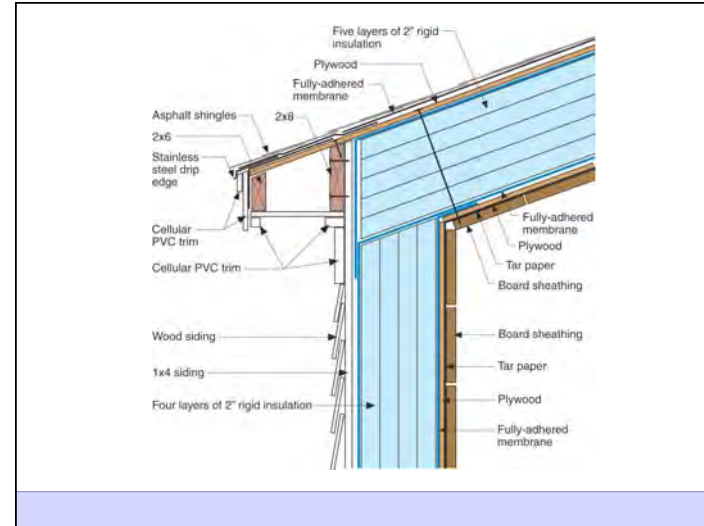 Five layers of 2" rigid
insulation
Plywood
Fully-adhered
membrane
Asphalt shingles
2x8
2x6
Stainless
steel drip
edge
Cellular
PVC trim
Cellular PVC trim
Fully-adhered
membrane
Plywood
Tar paper
Board sheathing
Wood siding
Board sheathing
1x4 siding
Tar paper
Four layers of 2" rigid insulation
Plywood
Fully-adhered
membrane